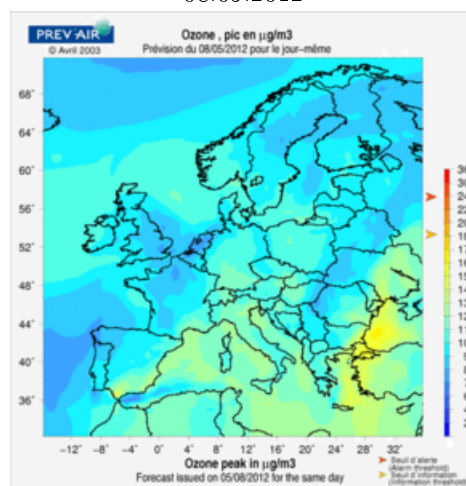 08/05/2012
PREV'AIR
© Avril 2003
Ozone , pic en µg/m3
Prévision du 08/05/2012 pour le jour-même
68°
64°
60°
56°
52°
48°
44°
40°
36°
-12° -8° -4° 0° 4° 8° 12° 16° 20° 24° 28° 32°
Ozone peak in µg/m3
Forecast issued on 05/08/2012 for the same day
Seuil d'alerte
(Alarm threshold)
Seuil d'information
(Information threshold)